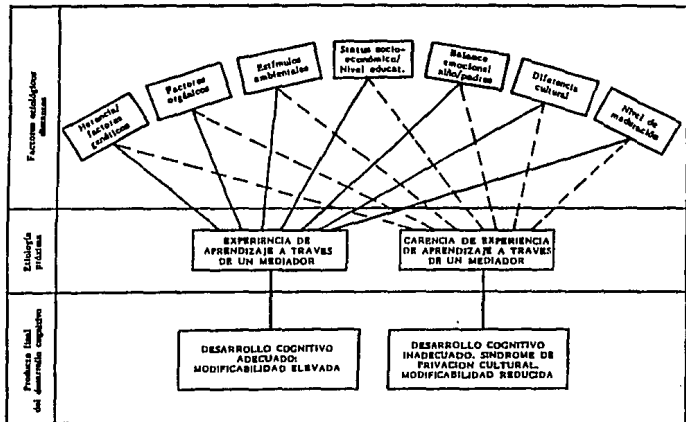 Factores etiológicos
distantes
Herencia/
factores
genéticos
Factores
orgánicos
Estímulos
ambientales
Status socio-
económico/
Nivel educat.
Balance
emocional
niño/padres
Diferencia
cultural
Nivel de
maduración
Etiología
próxima
EXPERIENCIA DE
APRENDIZAJE A TRAVES
DE UN MEDIADOR
CARENCIA DE EXPERIENCIA
DE APRENDIZAJE A TRAVES
DE UN MEDIADOR
Producto final
del desarrollo cognitivo
DESARROLLO COGNITIVO
ADECUADO:
MODIFICABILIDAD ELEVADA
DESARROLLO COGNITIVO
INADECUADO. SINDROME DE
PRIVACION CULTURAL.
MODIFICABILIDAD REDUCIDA